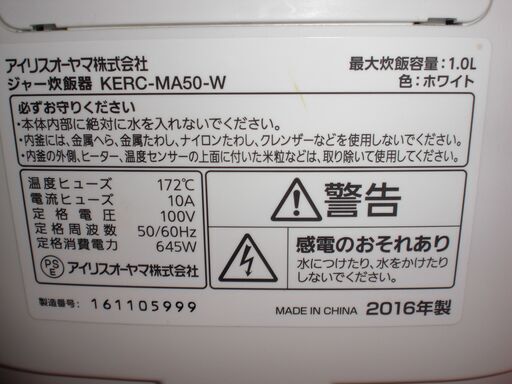 アイリスオーヤマ株式会社
ジャー炊飯器 KERC-MA50-W
最大炊飯容量：1.0L
色：ホワイト
必ずお守りください
・本体内部に絶対に水を入れないでください。
・内釜には、金属へら、金属たわし、ナイロンたわし、クレンザーなどを使用しないでください。
・内釜の外側、ヒーター、温度センサーの上面に付いた米粒などは、取り除いて使用してください。
温度ヒューズ 172℃
電流ヒューズ 10A
定格電圧 100V
定格周波数 50/60Hz
定格消費電力 645W
PSE アイリスオーヤマ株式会社
製造番号：161105999
警告
感電のおそれあり
水につけたり、水をかけたり
しないでください。
MADE IN CHINA 2016年製